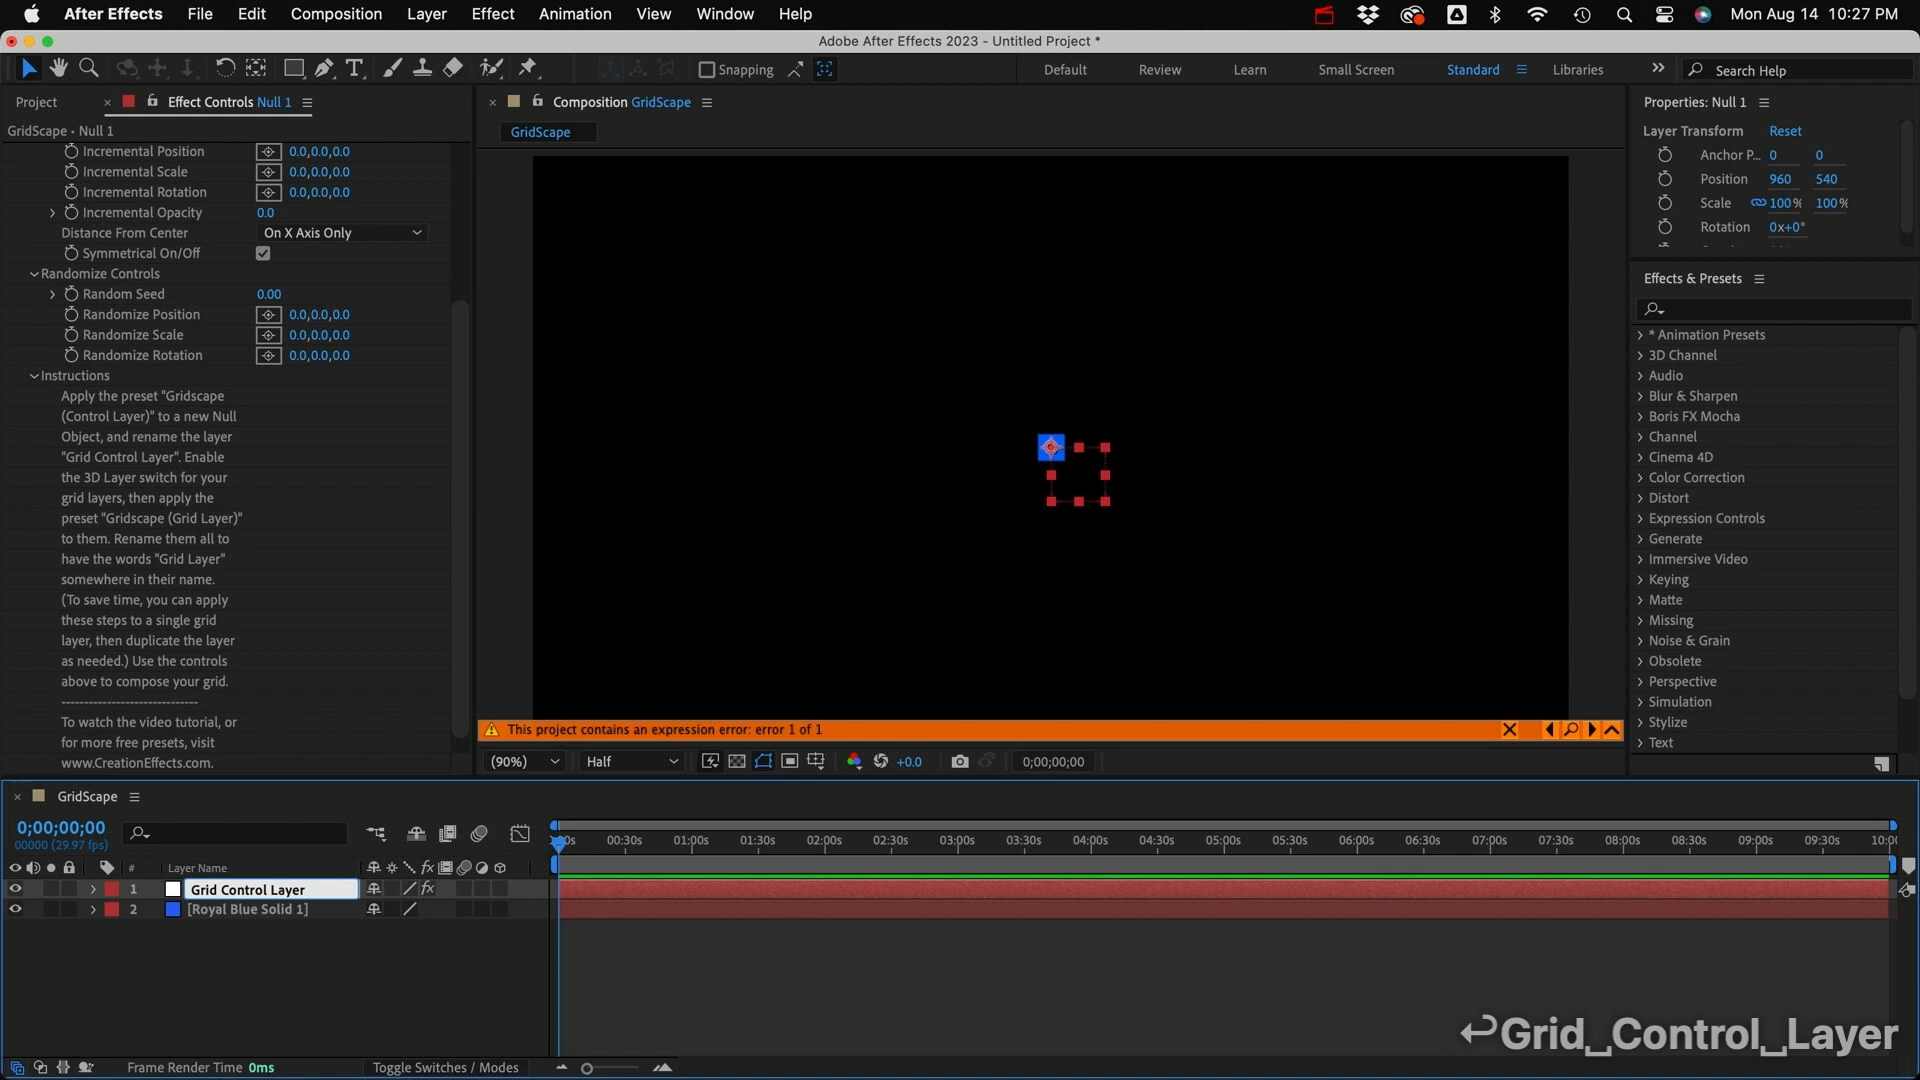 After Effects File Edit Composition Layer Effect Animation View Window Help Mon Aug 14 10:27 PM
Adobe After Effects 2023 - Untitled Project *
Snapping Default Review Learn Small Screen Standard Libraries Search Help
Project Effect Controls Null 1
GridScape • Null 1
Incremental Position 0.0,0.0,0.0
Incremental Scale 0.0,0.0,0.0
Incremental Rotation 0.0,0.0,0.0
Incremental Opacity 0.0
Distance From Center On X Axis Only
Symmetrical On/Off
Randomize Controls
Random Seed 0.00
Randomize Position 0.0,0.0,0.0
Randomize Scale 0.0,0.0,0.0
Randomize Rotation 0.0,0.0,0.0
Instructions
Apply the preset "Gridscape
(Control Layer)" to a new Null
Object, and rename the layer
"Grid Control Layer". Enable
the 3D Layer switch for your
grid layers, then apply the
preset "Gridscape (Grid Layer)"
to them. Rename them all to
have the words "Grid Layer"
somewhere in their name.
(To save time, you can apply
these steps to a single grid
layer, then duplicate the layer
as needed.) Use the controls
above to compose your grid.
------------------------------
To watch the video tutorial, or
for more free presets, visit
www.CreationEffects.com.
Composition GridScape
GridScape
This project contains an expression error: error 1 of 1
(90%) Half +0.0 0;00;00;00
Properties: Null 1
Layer Transform Reset
Anchor P... 0 0
Position 960 540
Scale 100% 100%
Rotation 0x+0°
Effects & Presets
* Animation Presets
3D Channel
Audio
Blur & Sharpen
Boris FX Mocha
Channel
Cinema 4D
Color Correction
Distort
Expression Controls
Generate
Immersive Video
Keying
Matte
Missing
Noise & Grain
Obsolete
Perspective
Simulation
Stylize
Text
GridScape
0;00;00;00
00000 (29.97 fps)
00s 00:30s 01:00s 01:30s 02:00s 02:30s 03:00s 03:30s 04:00s 04:30s 05:00s 05:30s 06:00s 06:30s 07:00s 07:30s 08:00s 08:30s 09:00s 09:30s 10:00
# Layer Name fx
1 Grid Control Layer fx
2 [Royal Blue Solid 1]
↩Grid␣Control␣Layer
Frame Render Time 0ms Toggle Switches / Modes